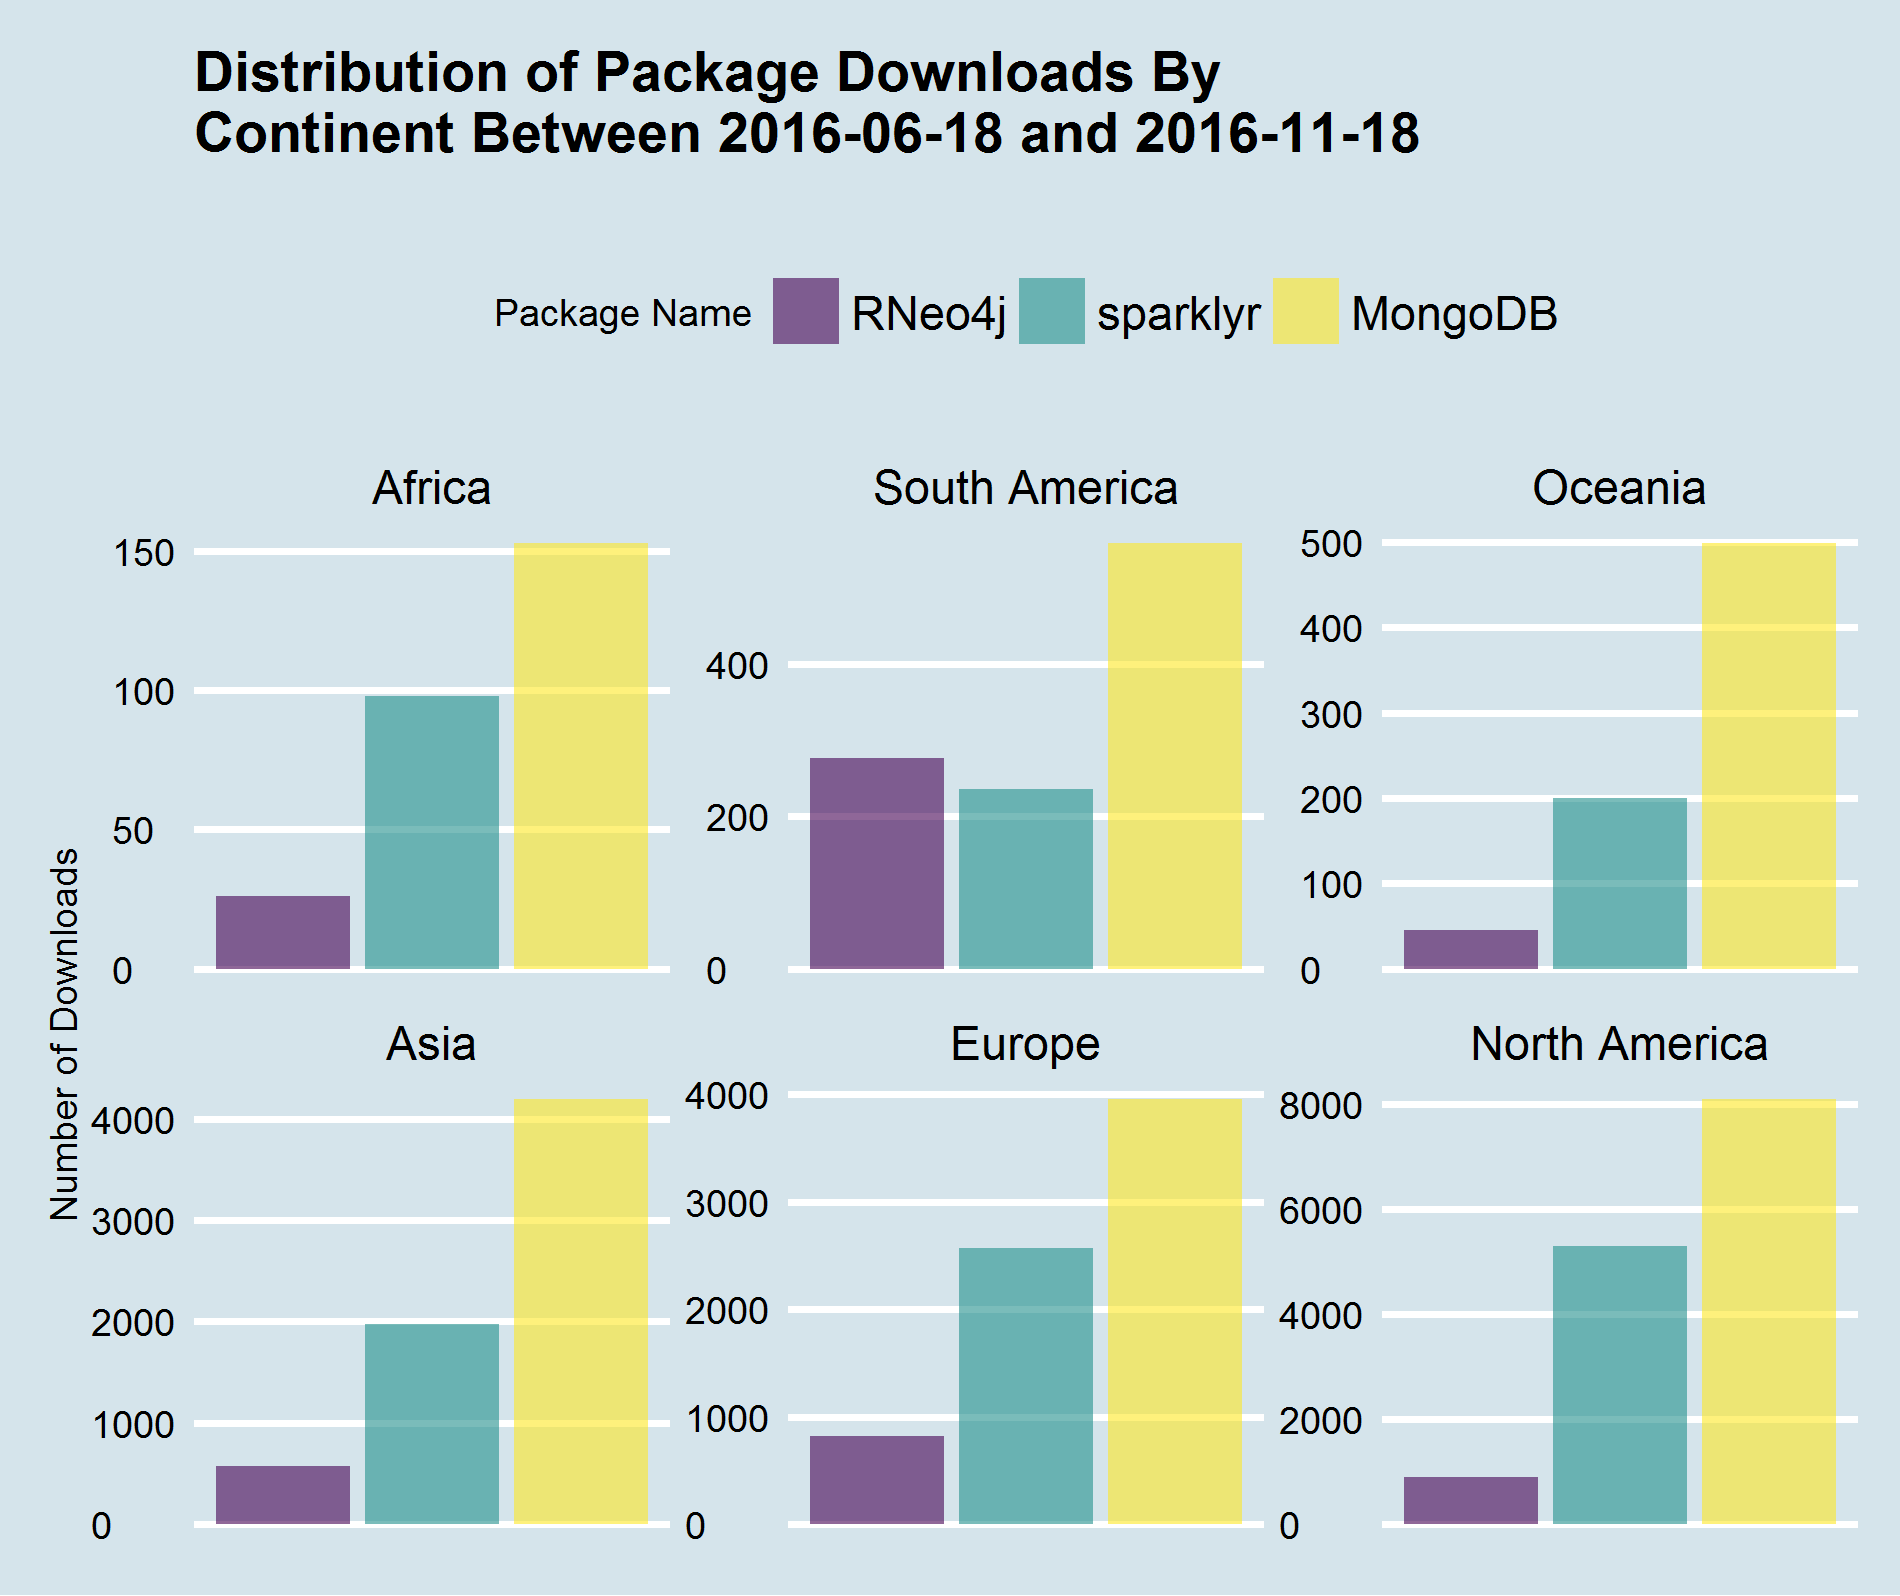 Distribution of Package Downloads By
Continent Between 2016-06-18 and 2016-11-18
Package Name RNeo4j sparklyr MongoDB
Number of Downloads
Africa
150
100
50
0
South America
400
200
0
Oceania
500
400
300
200
100
0
Asia
4000
3000
2000
1000
0
Europe
4000
3000
2000
1000
0
North America
8000
6000
4000
2000
0